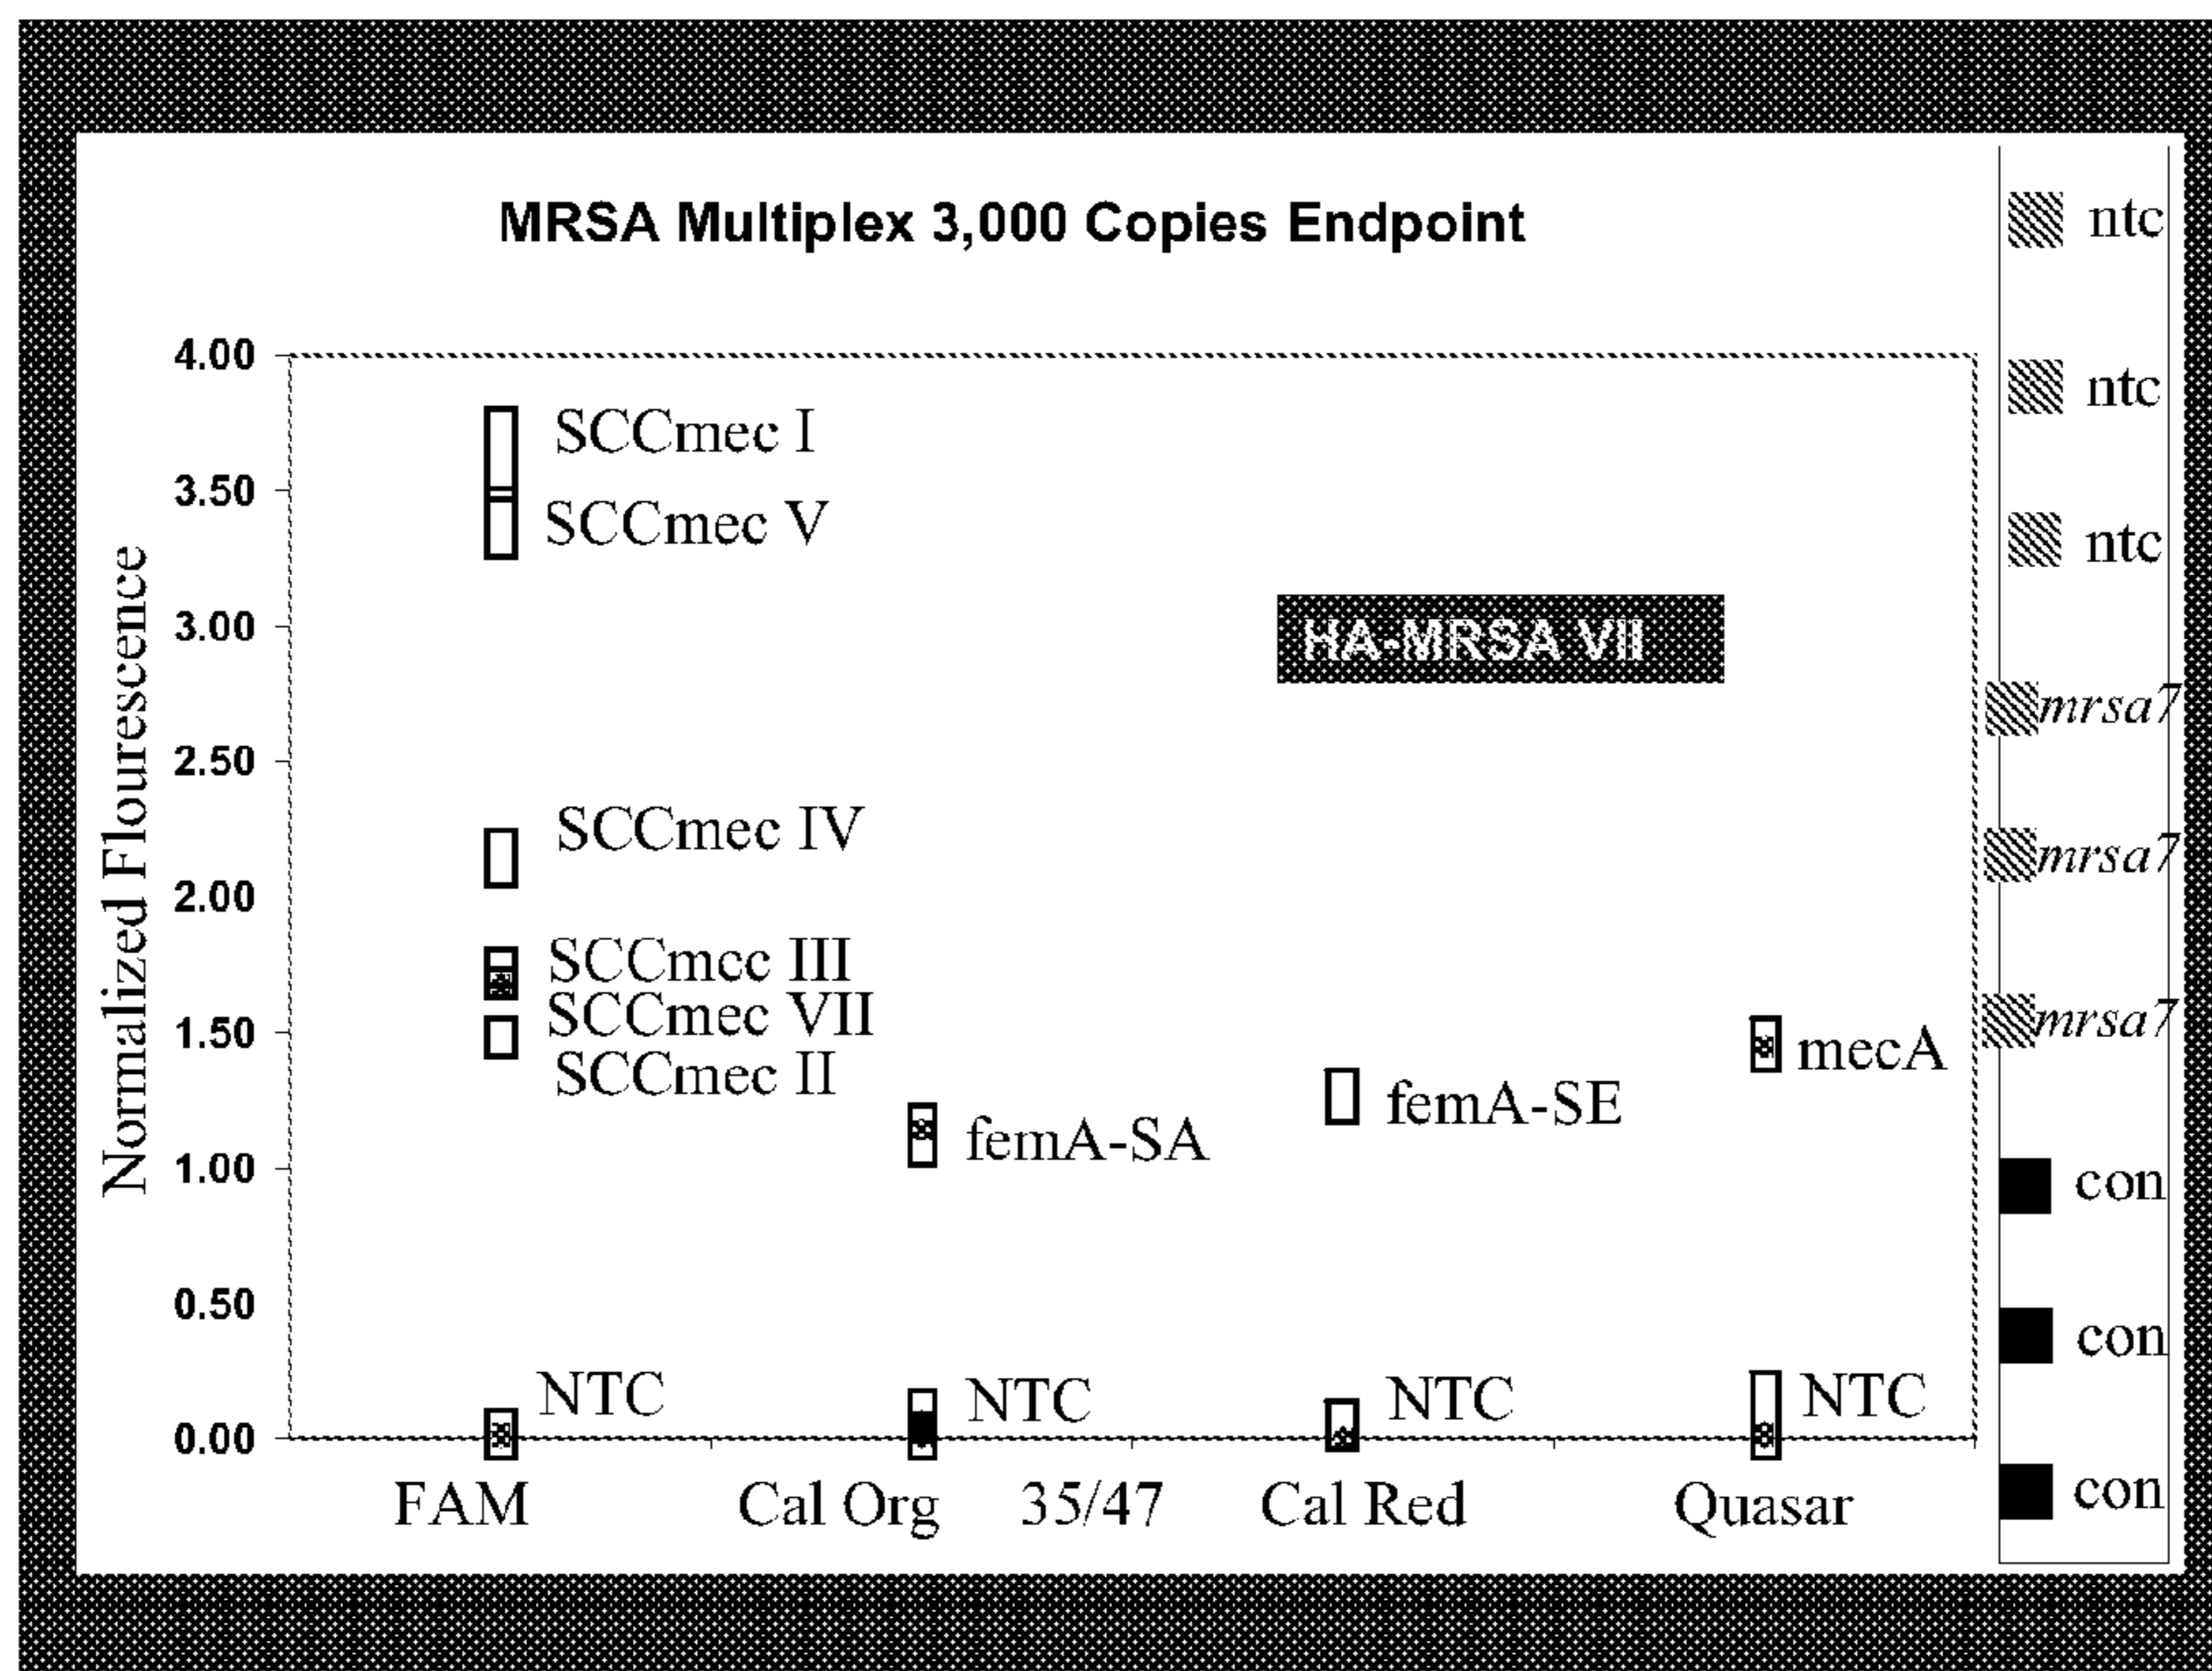 MRSA Multiplex 3,000 Copies Endpoint
Normalized Flourescence
4.00
3.50
3.00
2.50
2.00
1.50
1.00
0.50
0.00
SCCmec I
SCCmec V
SCCmec IV
SCCmec III
SCCmec VII
SCCmec II
NTC
femA-SA
NTC
HA-MRSA VII
femA-SE
NTC
mecA
NTC
FAM
Cal Org
35/47
Cal Red
Quasar
ntc
ntc
ntc
mrsa7
mrsa7
mrsa7
con
con
con